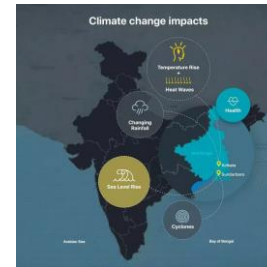 Climate change impacts
Temperature Rise
+
Heat Waves
Health
Changing
Rainfall
Kolkata
Sundarbans
Sea Level Rise
Cyclones
Arabian Sea
Bay of Bengal